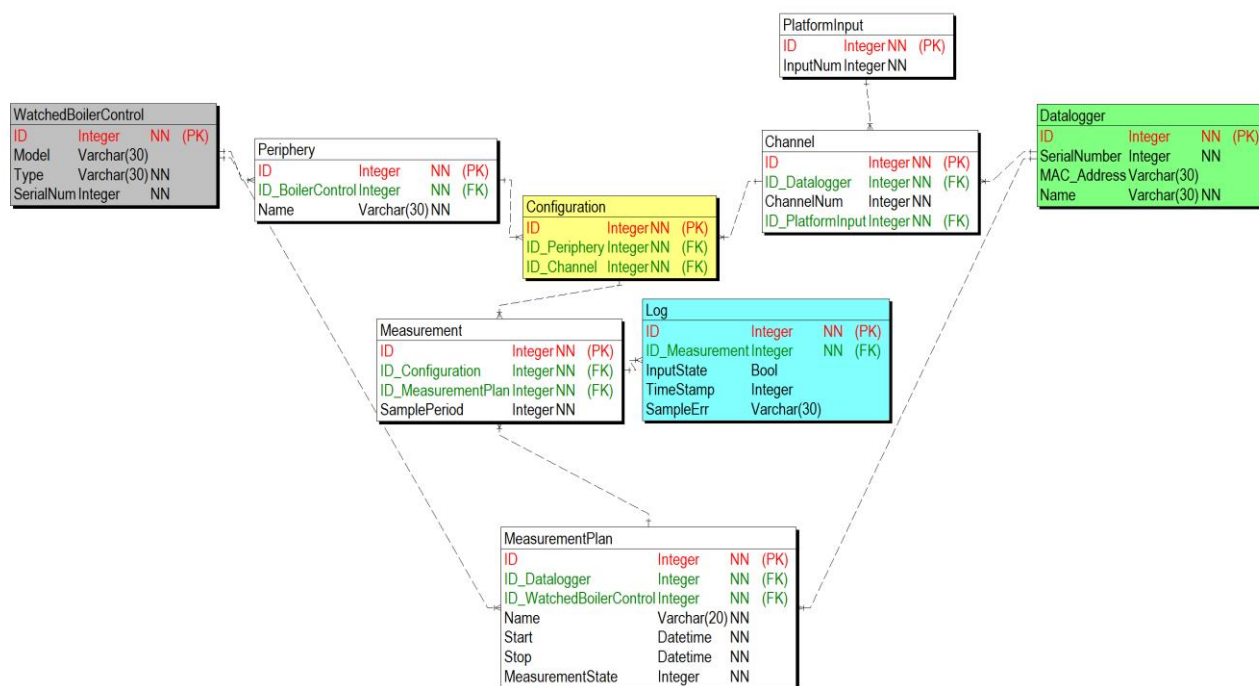 PlatformInput
ID Integer NN (PK)
InputNum Integer NN
WatchedBoilerControl
ID Integer NN (PK)
Model Varchar(30)
Type Varchar(30) NN
SerialNum Integer NN
Periphery
ID Integer NN (PK)
ID_BoilerControl Integer NN (FK)
Name Varchar(30) NN
Configuration
ID Integer NN (PK)
ID_Periphery Integer NN (FK)
ID_Channel Integer NN (FK)
Channel
ID Integer NN (PK)
ID_Datalogger Integer NN (FK)
ChannelNum Integer NN
ID_PlatformInput Integer NN (FK)
Datalogger
ID Integer NN (PK)
SerialNumber Integer NN
MAC_Address Varchar(30)
Name Varchar(30) NN
Measurement
ID Integer NN (PK)
ID_Configuration Integer NN (FK)
ID_MeasurementPlan Integer NN (FK)
SamplePeriod Integer NN
Log
ID Integer NN (PK)
ID_Measurement Integer NN (FK)
InputState Bool
TimeStamp Integer
SampleErr Varchar(30)
MeasurementPlan
ID Integer NN (PK)
ID_Datalogger Integer NN (FK)
ID_WatchedBoilerControl Integer NN (FK)
Name Varchar(20) NN
Start Datetime NN
Stop Datetime NN
MeasurementState Integer NN